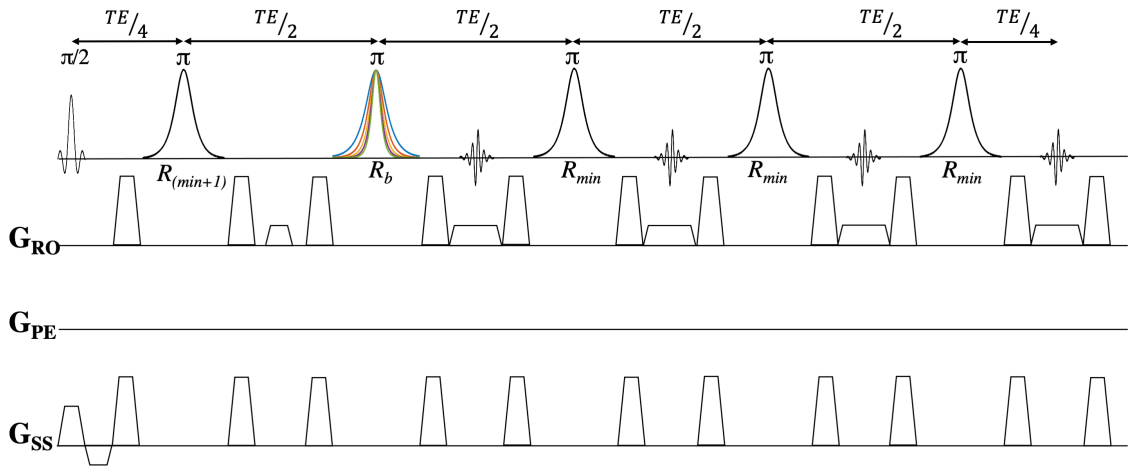 TE/4 TE/2 TE/2 TE/2 TE/2 TE/4
π/2 π π π π π
R(min+1) Rb Rmin Rmin Rmin
GRO
GPE
GSS